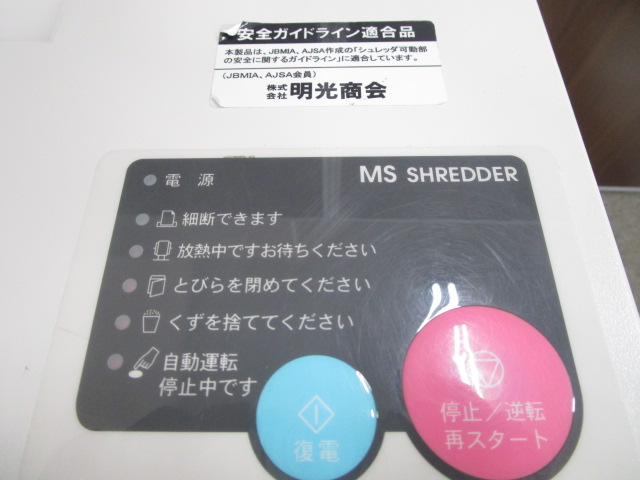 安全ガイドライン適合品
本製品は、JBMIA、AJSA作成の「シュレッダ可動部
の安全に関するガイドライン」に適合しています。
(JBMIA、AJSA会員)
株式会社 明光商会
電源
MS SHREDDER
細断できます
放熱中ですお待ちください
とびらを閉めてください
くずを捨ててください
自動運転
停止中です
復電
停止/逆転
再スタート